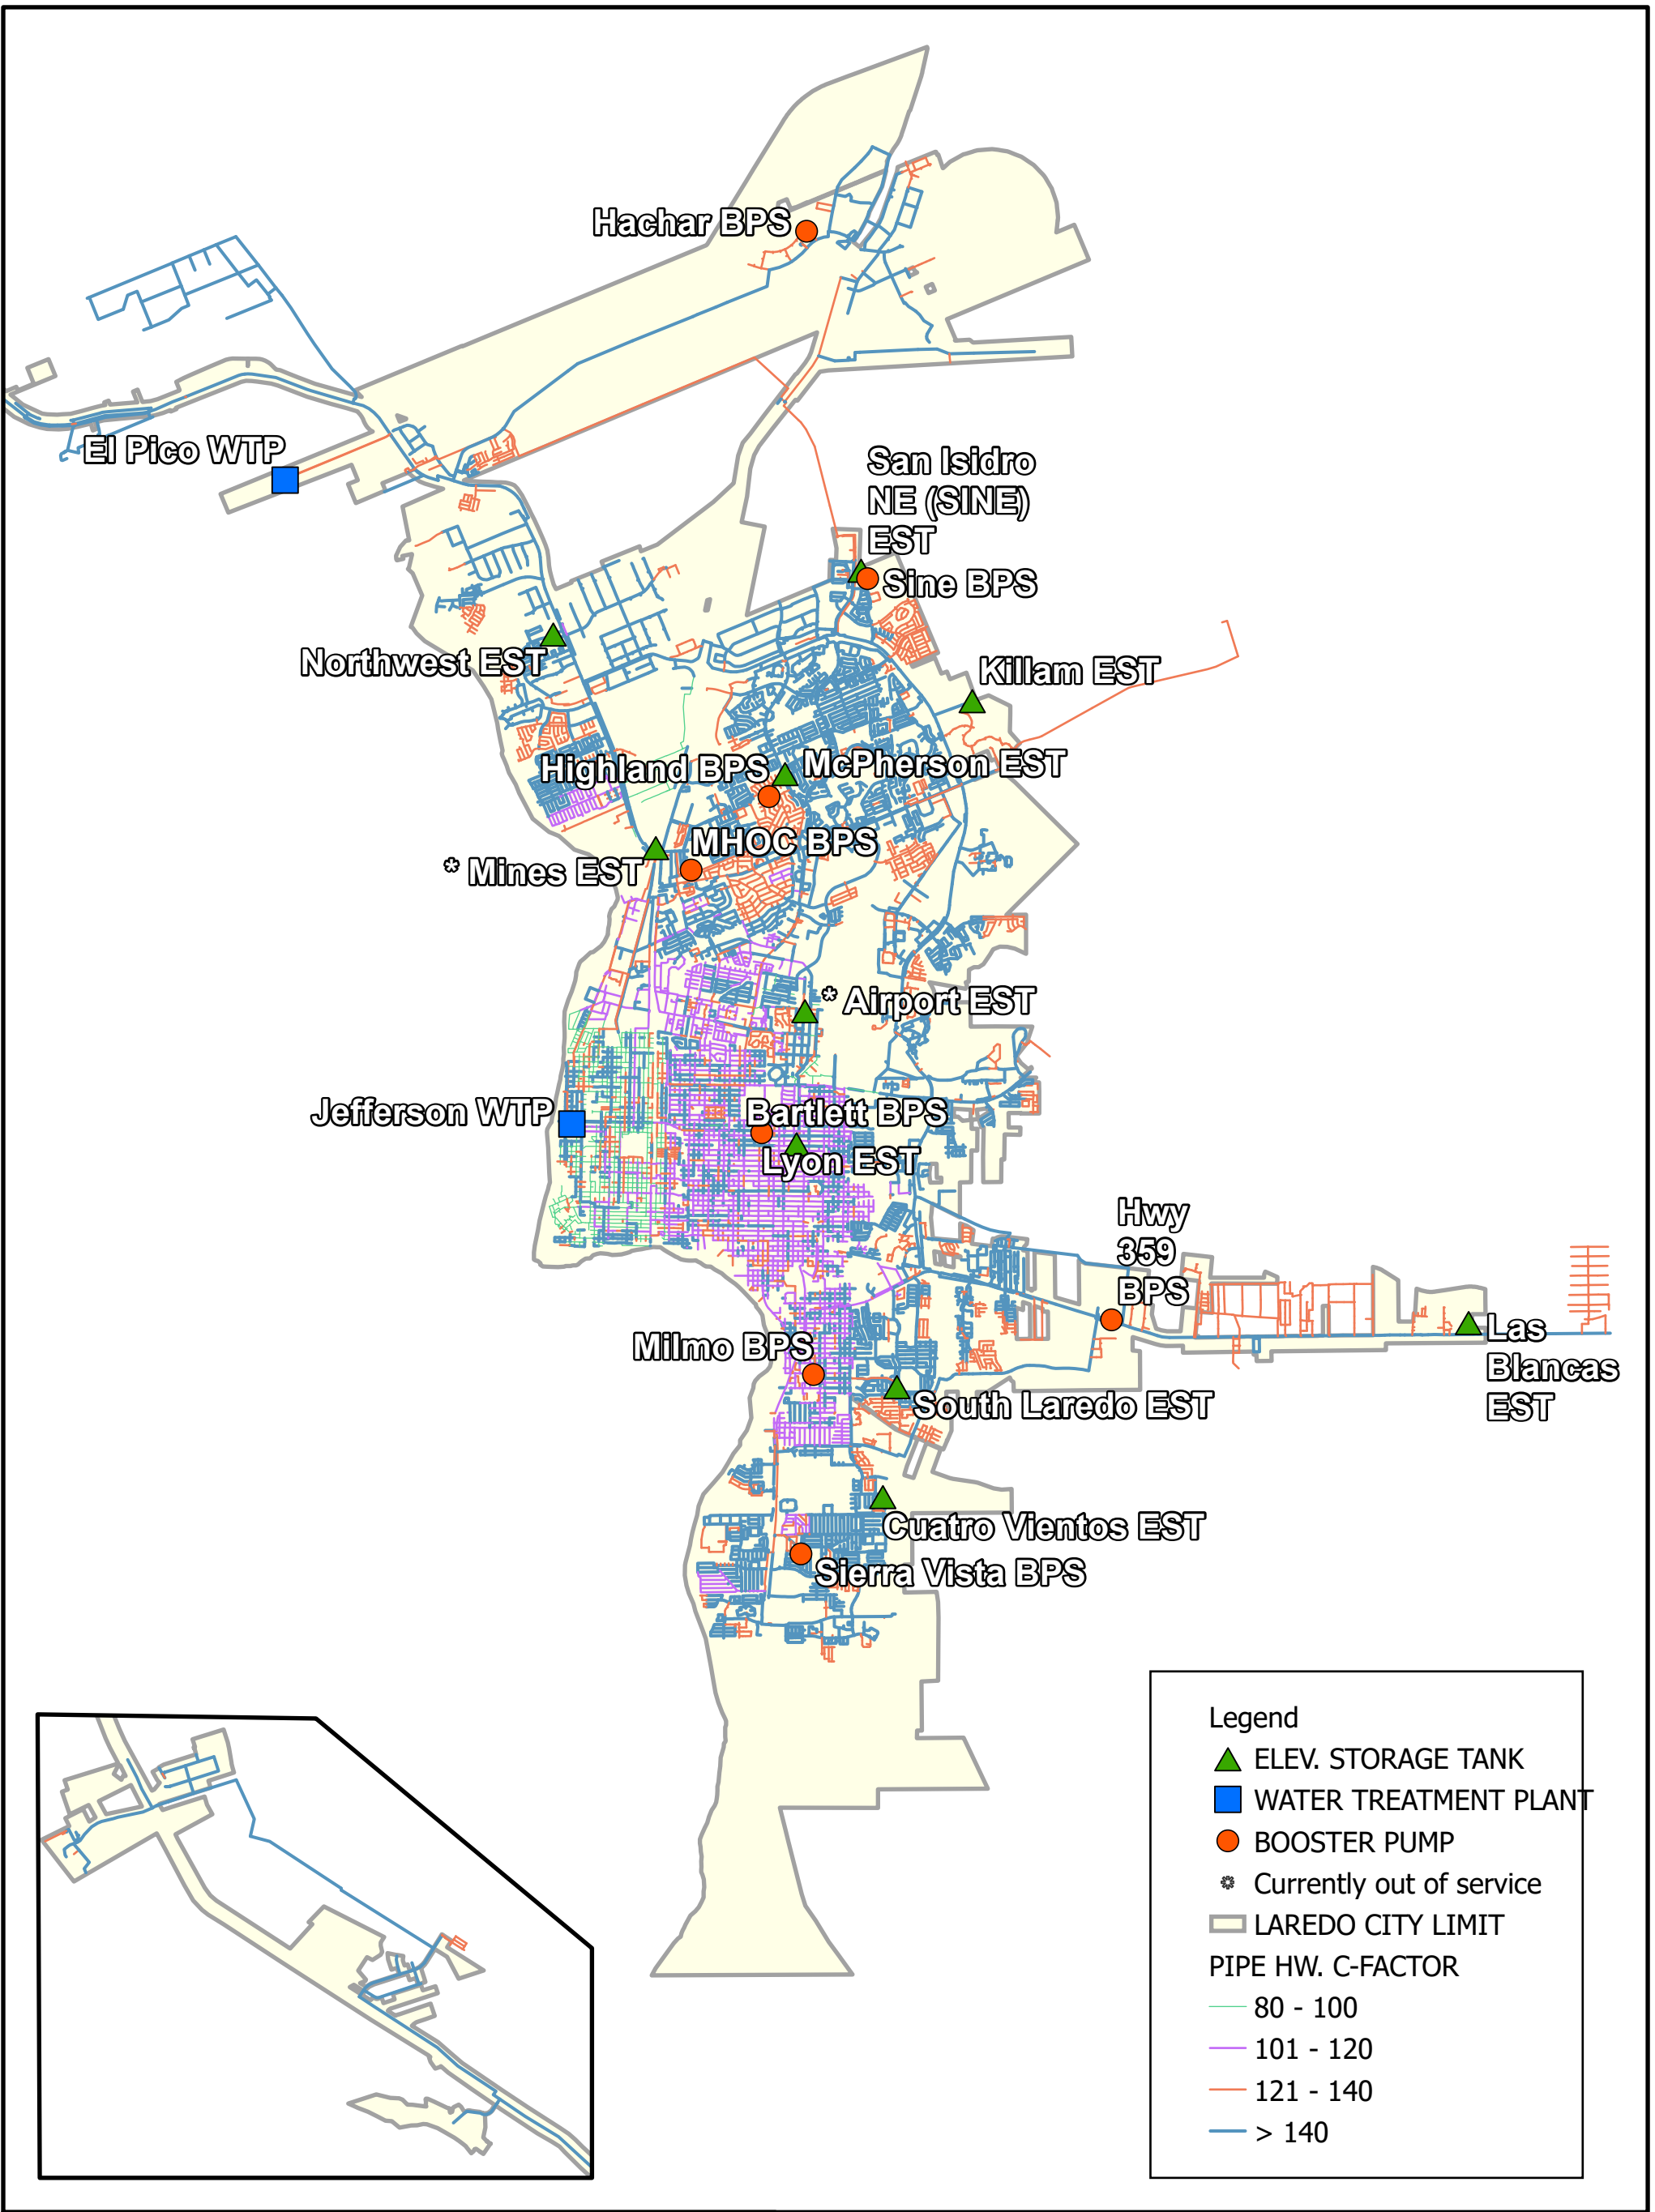 Hachar BPS
El Pico WTP
San Isidro
NE (SINE)
EST
Sine BPS
Northwest EST
Killam EST
Highland BPS
McPherson EST
MHOC BPS
* Mines EST
* Airport EST
Jefferson WTP
Bartlett BPS
Lyon EST
Hwy
359
BPS
Milmo BPS
Las
Blancas
EST
South Laredo EST
Cuatro Vientos EST
Sierra Vista BPS
Legend
ELEV. STORAGE TANK
WATER TREATMENT PLANT
BOOSTER PUMP
* Currently out of service
LAREDO CITY LIMIT
PIPE HW. C-FACTOR
80 - 100
101 - 120
121 - 140
> 140